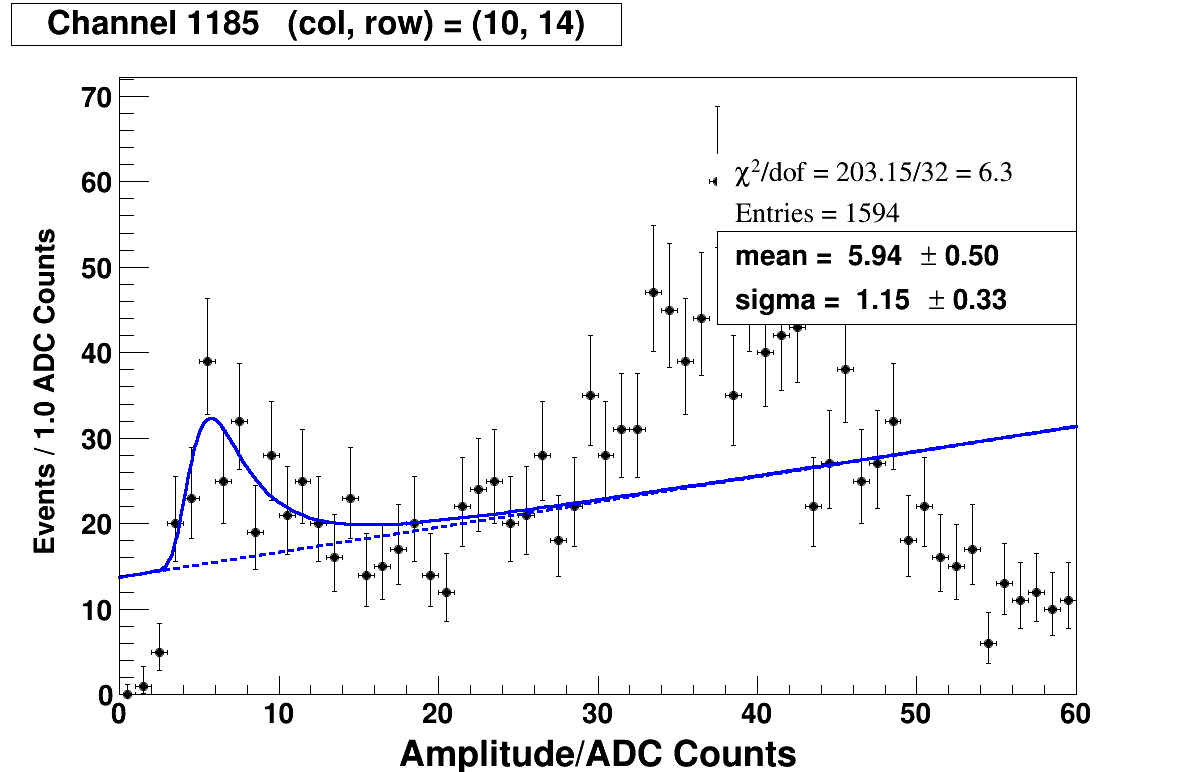 Channel 1185 (col, row) = (10, 14)
70
60
50
40
30
20
10
0
Events / 1.0 ADC Counts
χ²/dof = 203.15/32 = 6.3
Entries = 1594
mean = 5.94 ± 0.50
sigma = 1.15 ± 0.33
0 10 20 30 40 50 60
Amplitude/ADC Counts